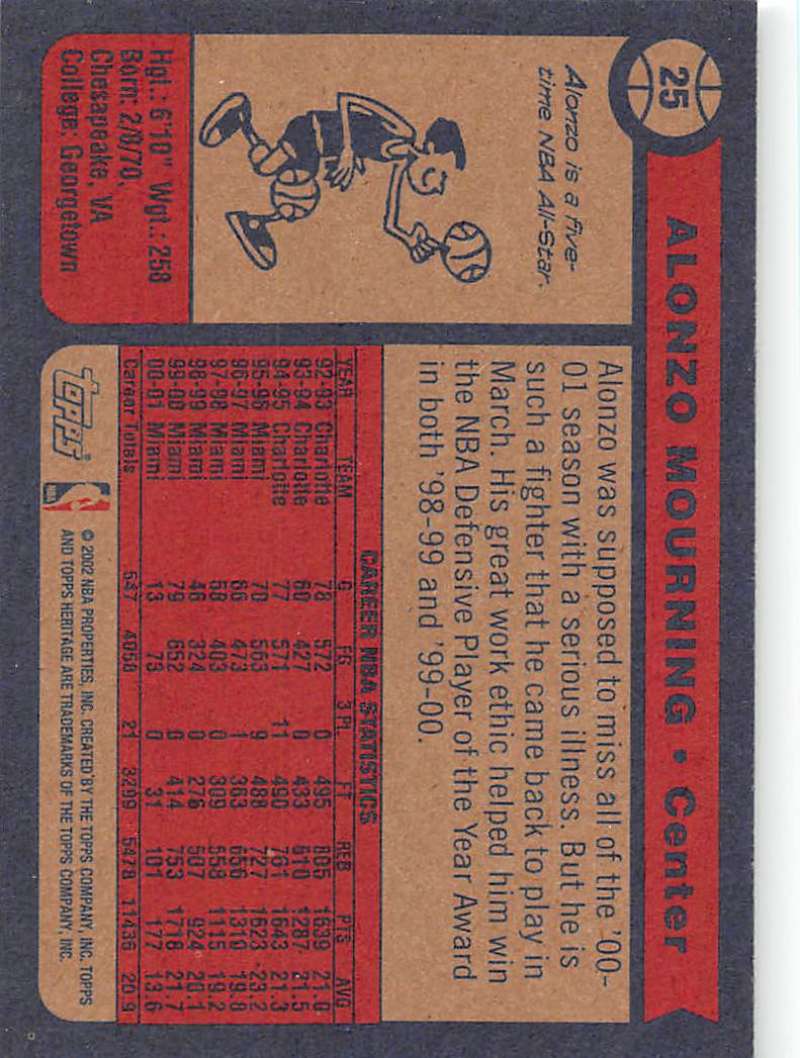 25
ALONZO MOURNING • Center
Alonzo is a five-
time NBA All-Star.
Hgt.: 6'10" Wgt.: 258
Born: 2/8/70,
Chesapeake, VA
College: Georgetown
Alonzo was supposed to miss all of the '00-
01 season with a serious illness. But he is
such a fighter that he came back to play in
March. His great work ethic helped him win
the NBA Defensive Player of the Year Award
in both '98-99 and '99-00.
CAREER NBA STATISTICS
YEAR TEAM G FG 3 Pt. FT REB PTS AVG
92-93 Charlotte 78 572 0 495 805 1639 21.0
93-94 Charlotte 60 427 0 433 610 1287 21.5
94-95 Charlotte 77 571 11 490 761 1643 21.3
95-96 Miami 70 563 9 488 727 1623 23.2
96-97 Miami 66 473 1 363 656 1310 19.8
97-98 Miami 58 403 0 309 558 1115 19.2
98-99 Miami 46 324 0 276 507 924 20.1
99-00 Miami 79 652 0 414 753 1718 21.7
00-01 Miami 13 73 0 31 101 177 13.6
Career Totals 547 4058 21 3299 5478 11436 20.9
TOPPS
NBA
© 2002 NBA PROPERTIES, INC. CREATED BY THE TOPPS COMPANY, INC. TOPPS
AND TOPPS HERITAGE ARE TRADEMARKS OF THE TOPPS COMPANY, INC.